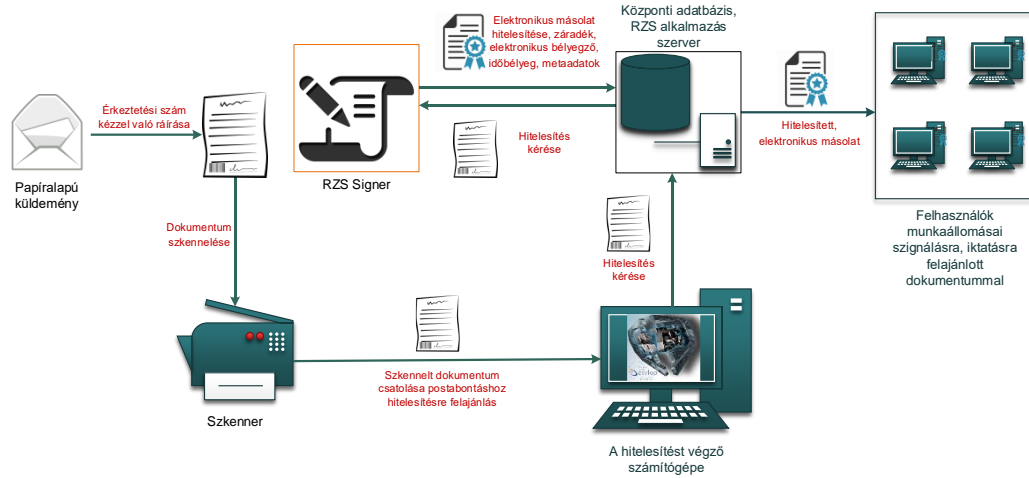 Elektronikus másolat
hitelesítése, záradék,
elektronikus bélyegző,
időbélyeg, metaadatok
Központi adatbázis,
RZS alkalmazás
szerver
Érkeztetési szám
kézzel való ráírása
Papíralapú
küldemény
RZS Signer
Hitelesítés
kérése
Hitelesített,
elektronikus másolat
Felhasználók
munkaállomásai
szignálásra, iktatásra
felajánlott
dokumentummal
Dokumentum
szkennelése
Hitelesítés
kérése
Szkennelt dokumentum
csatolása postabontáshoz
hitelesítésre felajánlás
Szkenner
A hitelesítést végző
számítógépe